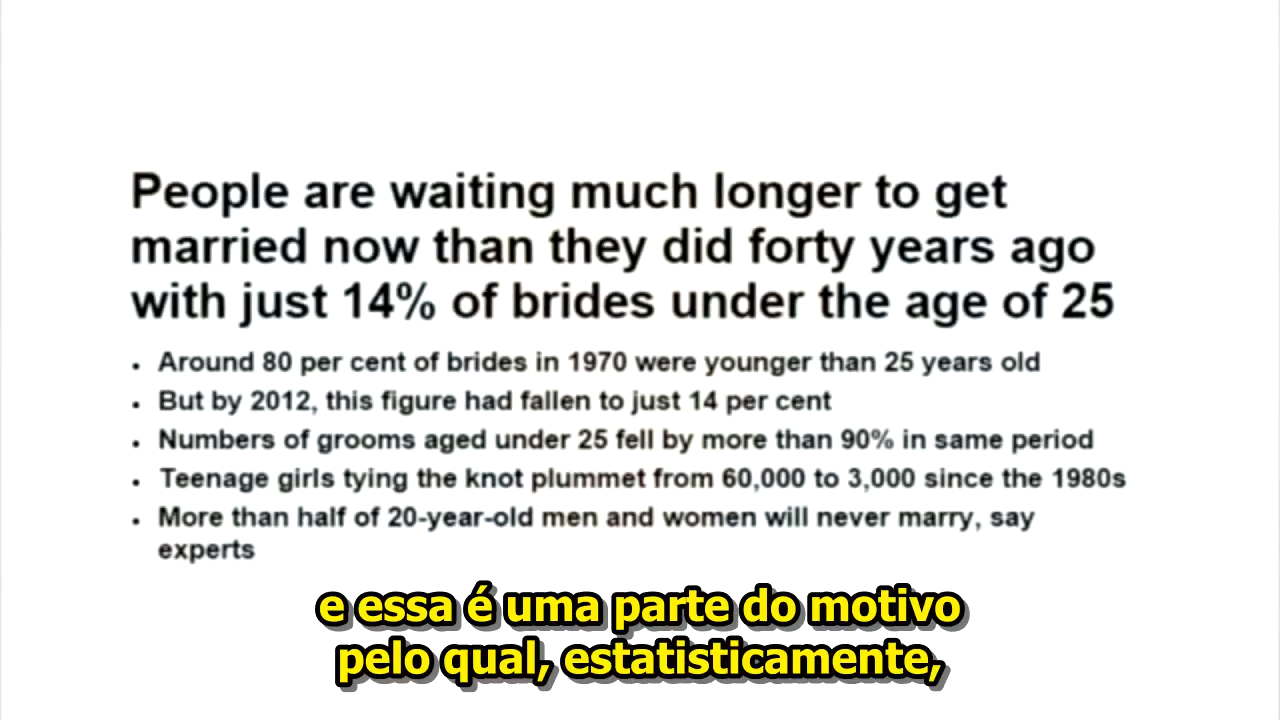 People are waiting much longer to get
married now than they did forty years ago
with just 14% of brides under the age of 25
• Around 80 per cent of brides in 1970 were younger than 25 years old
• But by 2012, this figure had fallen to just 14 per cent
• Numbers of grooms aged under 25 fell by more than 90% in same period
• Teenage girls tying the knot plummet from 60,000 to 3,000 since the 1980s
• More than half of 20-year-old men and women will never marry, say
experts
e essa é uma parte do motivo
pelo qual, estatisticamente,